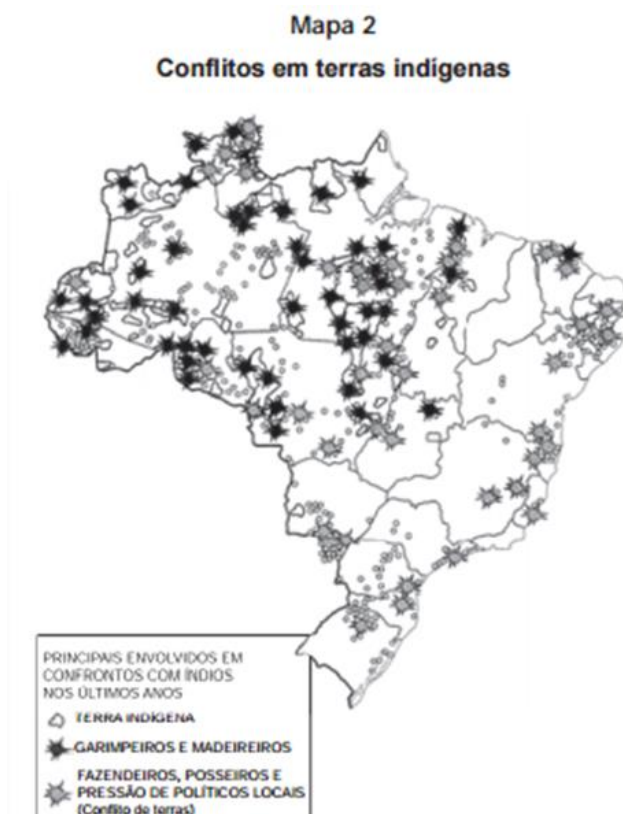 Mapa 2
Conflitos em terras indígenas
PRINCIPAIS ENVOLVIDOS EM
CONFRONTOS COM ÍNDIOS
NOS ÚLTIMOS ANOS
TERRA INDÍGENA
GARIMPEIROS E MADEIREIROS
FAZENDEIROS, POSSEIROS E
PRESSÃO DE POLÍTICOS LOCAIS
(Conflito de terras)